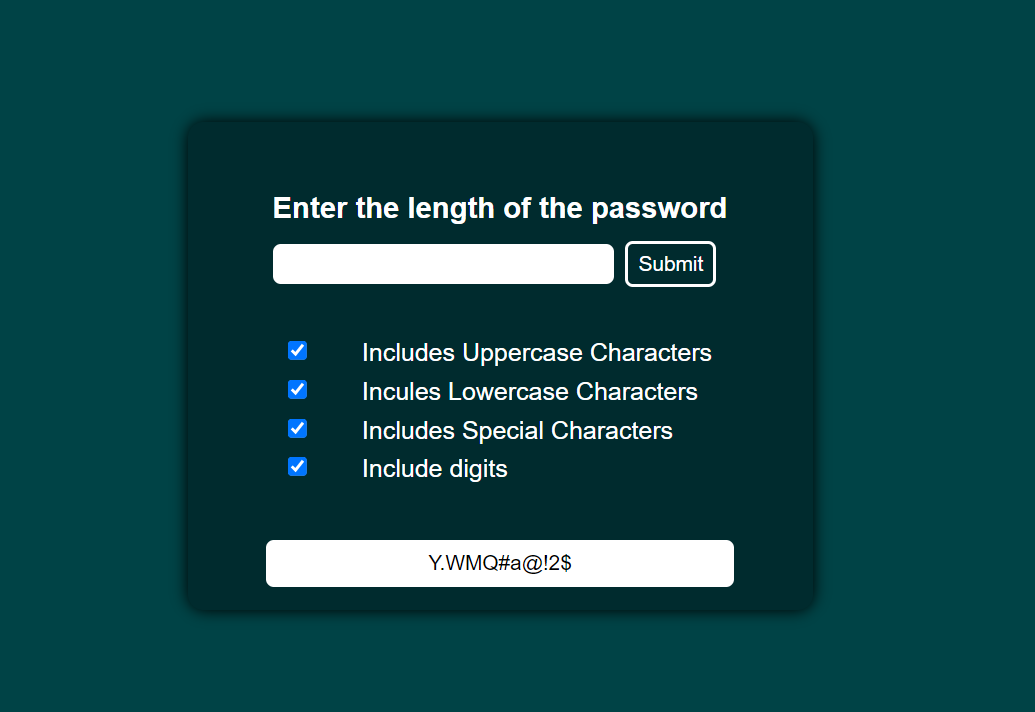 Enter the length of the password
Submit
Includes Uppercase Characters
Incules Lowercase Characters
Includes Special Characters
Include digits
Y.WMQ#a@!2$